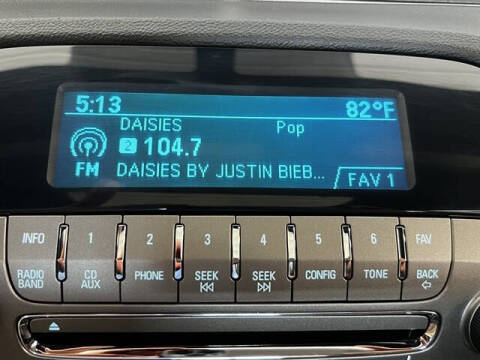 5:13 82°F
DAISIES Pop
2 104.7
FM DAISIES BY JUSTIN BIEB... FAV 1
INFO 1 2 3 4 5 6 FAV
RADIO BAND CD AUX PHONE SEEK SEEK CONFIG TONE BACK